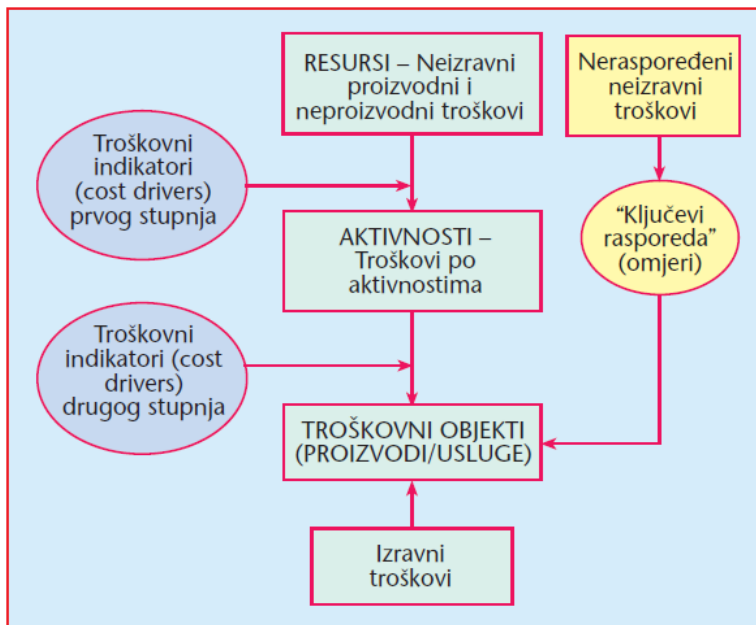 RESURSI – Neizravni
proizvodni i
neproizvodni troškovi
Neraspoređeni
neizravni
troškovi
Troškovni
indikatori
(cost drivers)
prvog stupnja
“Ključevi
rasporeda”
(omjeri)
AKTIVNOSTI –
Troškovi po
aktivnostima
Troškovni
indikatori (cost
drivers)
drugog stupnja
TROŠKOVNI OBJEKTI
(PROIZVODI/USLUGE)
Izravni
troškovi